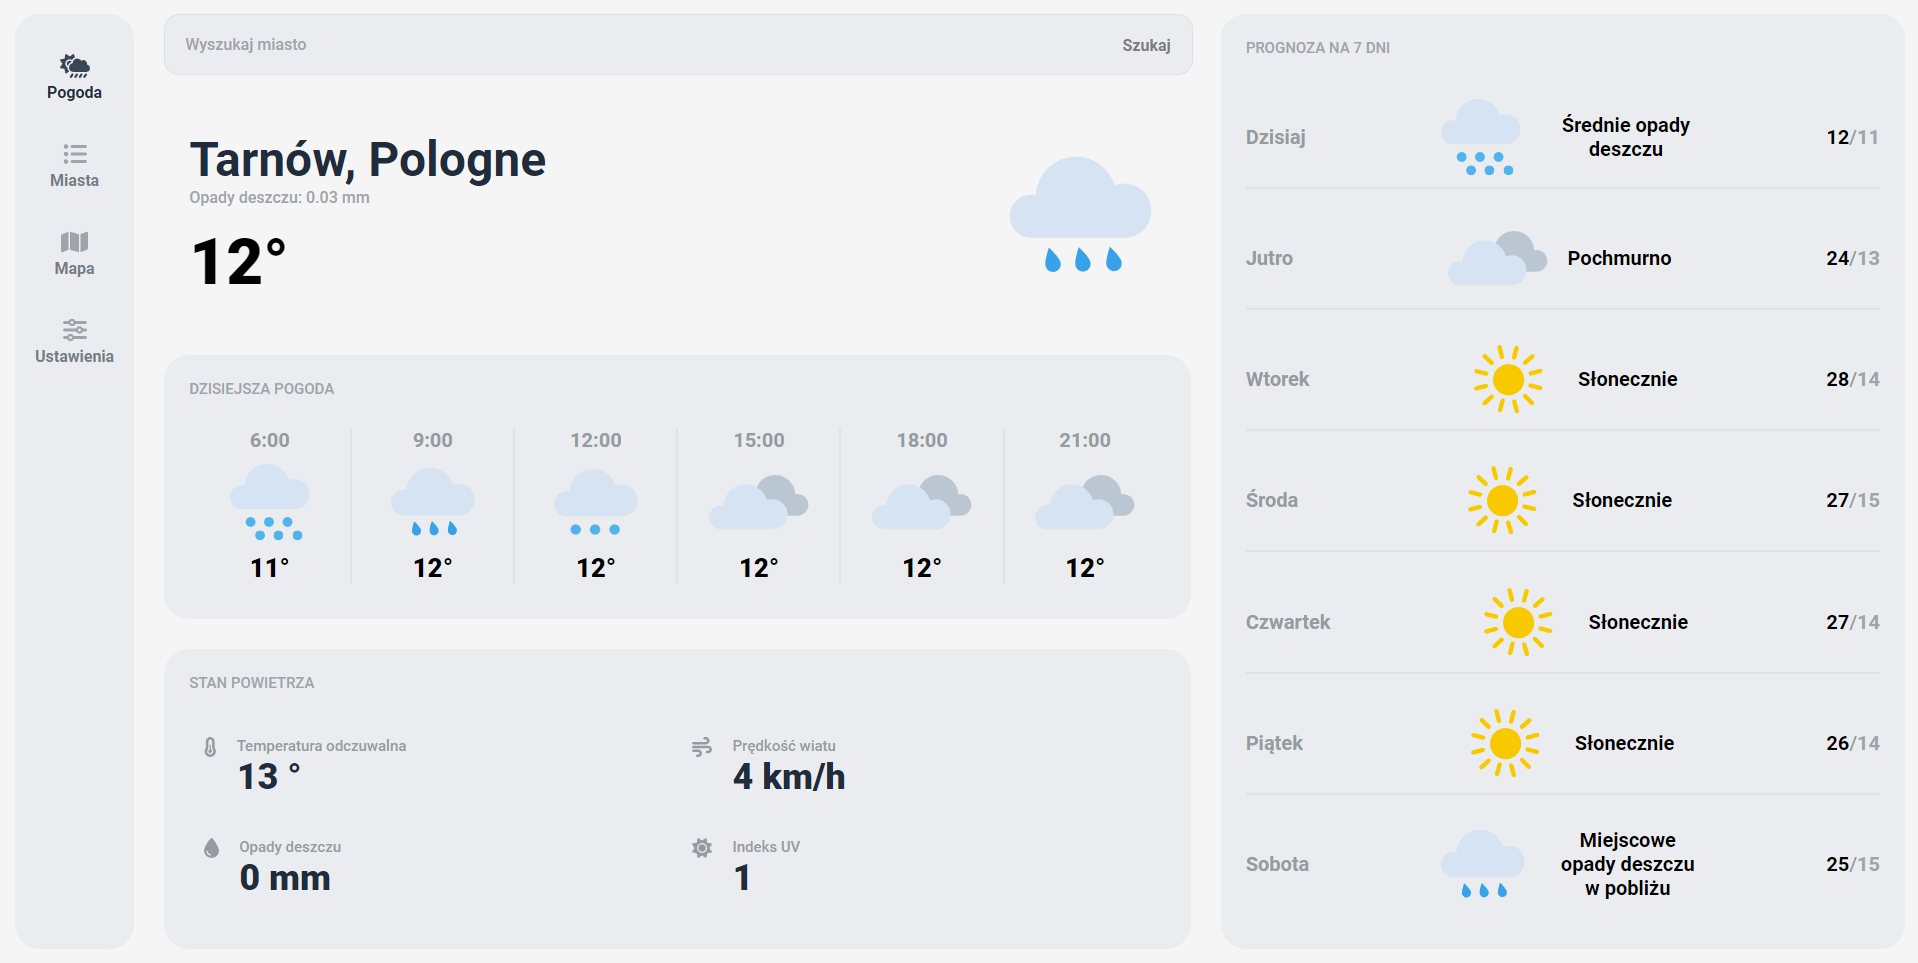 Pogoda
Miasta
Mapa
Ustawienia
Wyszukaj miasto
Szukaj
Tarnów, Pologne
Opady deszczu: 0.03 mm
12°
DZISIEJSZA POGODA
6:00
9:00
12:00
15:00
18:00
21:00
11°
12°
12°
12°
12°
12°
STAN POWIETRZA
Temperatura odczuwalna
13 °
Prędkość wiatu
4 km/h
Opady deszczu
0 mm
Indeks UV
1
PROGNOZA NA 7 DNI
Dzisiaj
Średnie opady
deszczu
12/11
Jutro
Pochmurno
24/13
Wtorek
Słonecznie
28/14
Środa
Słonecznie
27/15
Czwartek
Słonecznie
27/14
Piątek
Słonecznie
26/14
Sobota
Miejscowe
opady deszczu
w pobliżu
25/15